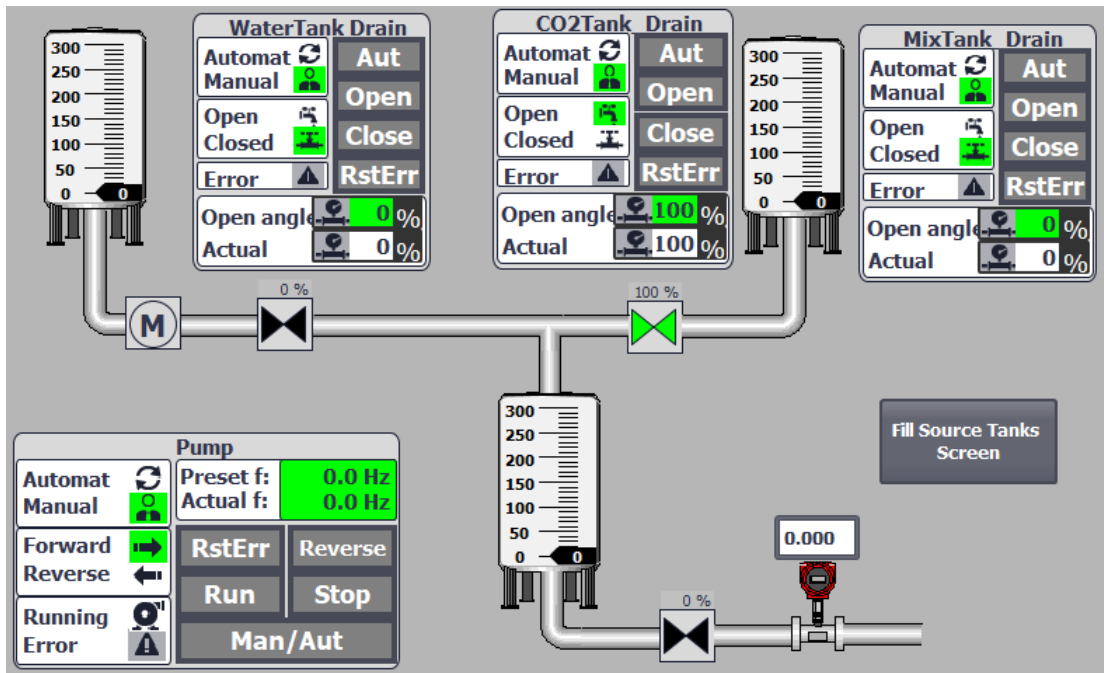 WaterTank Drain
Automat
Manual
Aut
Open
Closed
Open
Close
Error
RstErr
Open angle 0 %
Actual 0 %
CO2Tank Drain
Automat
Manual
Aut
Open
Closed
Open
Close
Error
RstErr
Open angle 100 %
Actual 100 %
MixTank Drain
Automat
Manual
Aut
Open
Closed
Open
Close
Error
RstErr
Open angle 0 %
Actual 0 %
300
250
200
150
100
50
0 0
300
250
200
150
100
50
0 0
M
0 %
100 %
300
250
200
150
100
50
0 0
Fill Source Tanks
Screen
0.000
0 %
Pump
Automat
Manual
Preset f: 0.0 Hz
Actual f: 0.0 Hz
Forward
Reverse
RstErr
Reverse
Run
Stop
Running
Error
Man/Aut